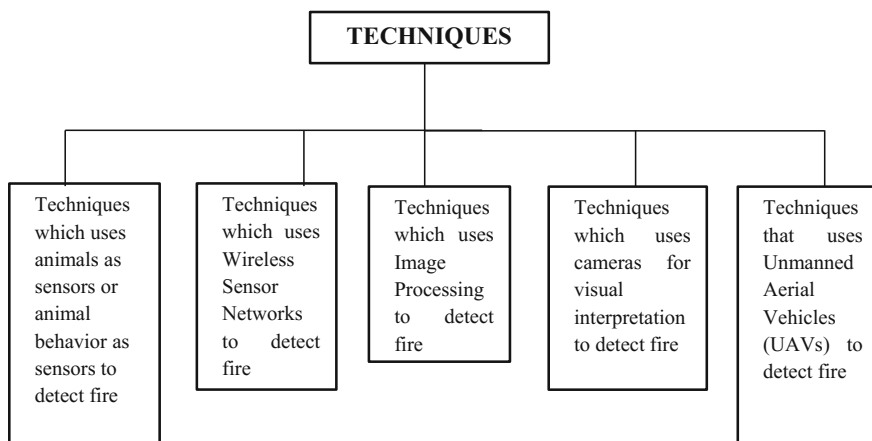 TECHNIQUES
Techniques
which uses
animals as
sensors or
animal
behavior as
sensors to
detect fire
Techniques
which uses
Wireless
Sensor
Networks
to detect
fire
Techniques
which uses
Image
Processing
to detect
fire
Techniques
which uses
cameras for
visual
interpretation
to detect fire
Techniques
that uses
Unmanned
Aerial
Vehicles
(UAVs) to
detect fire